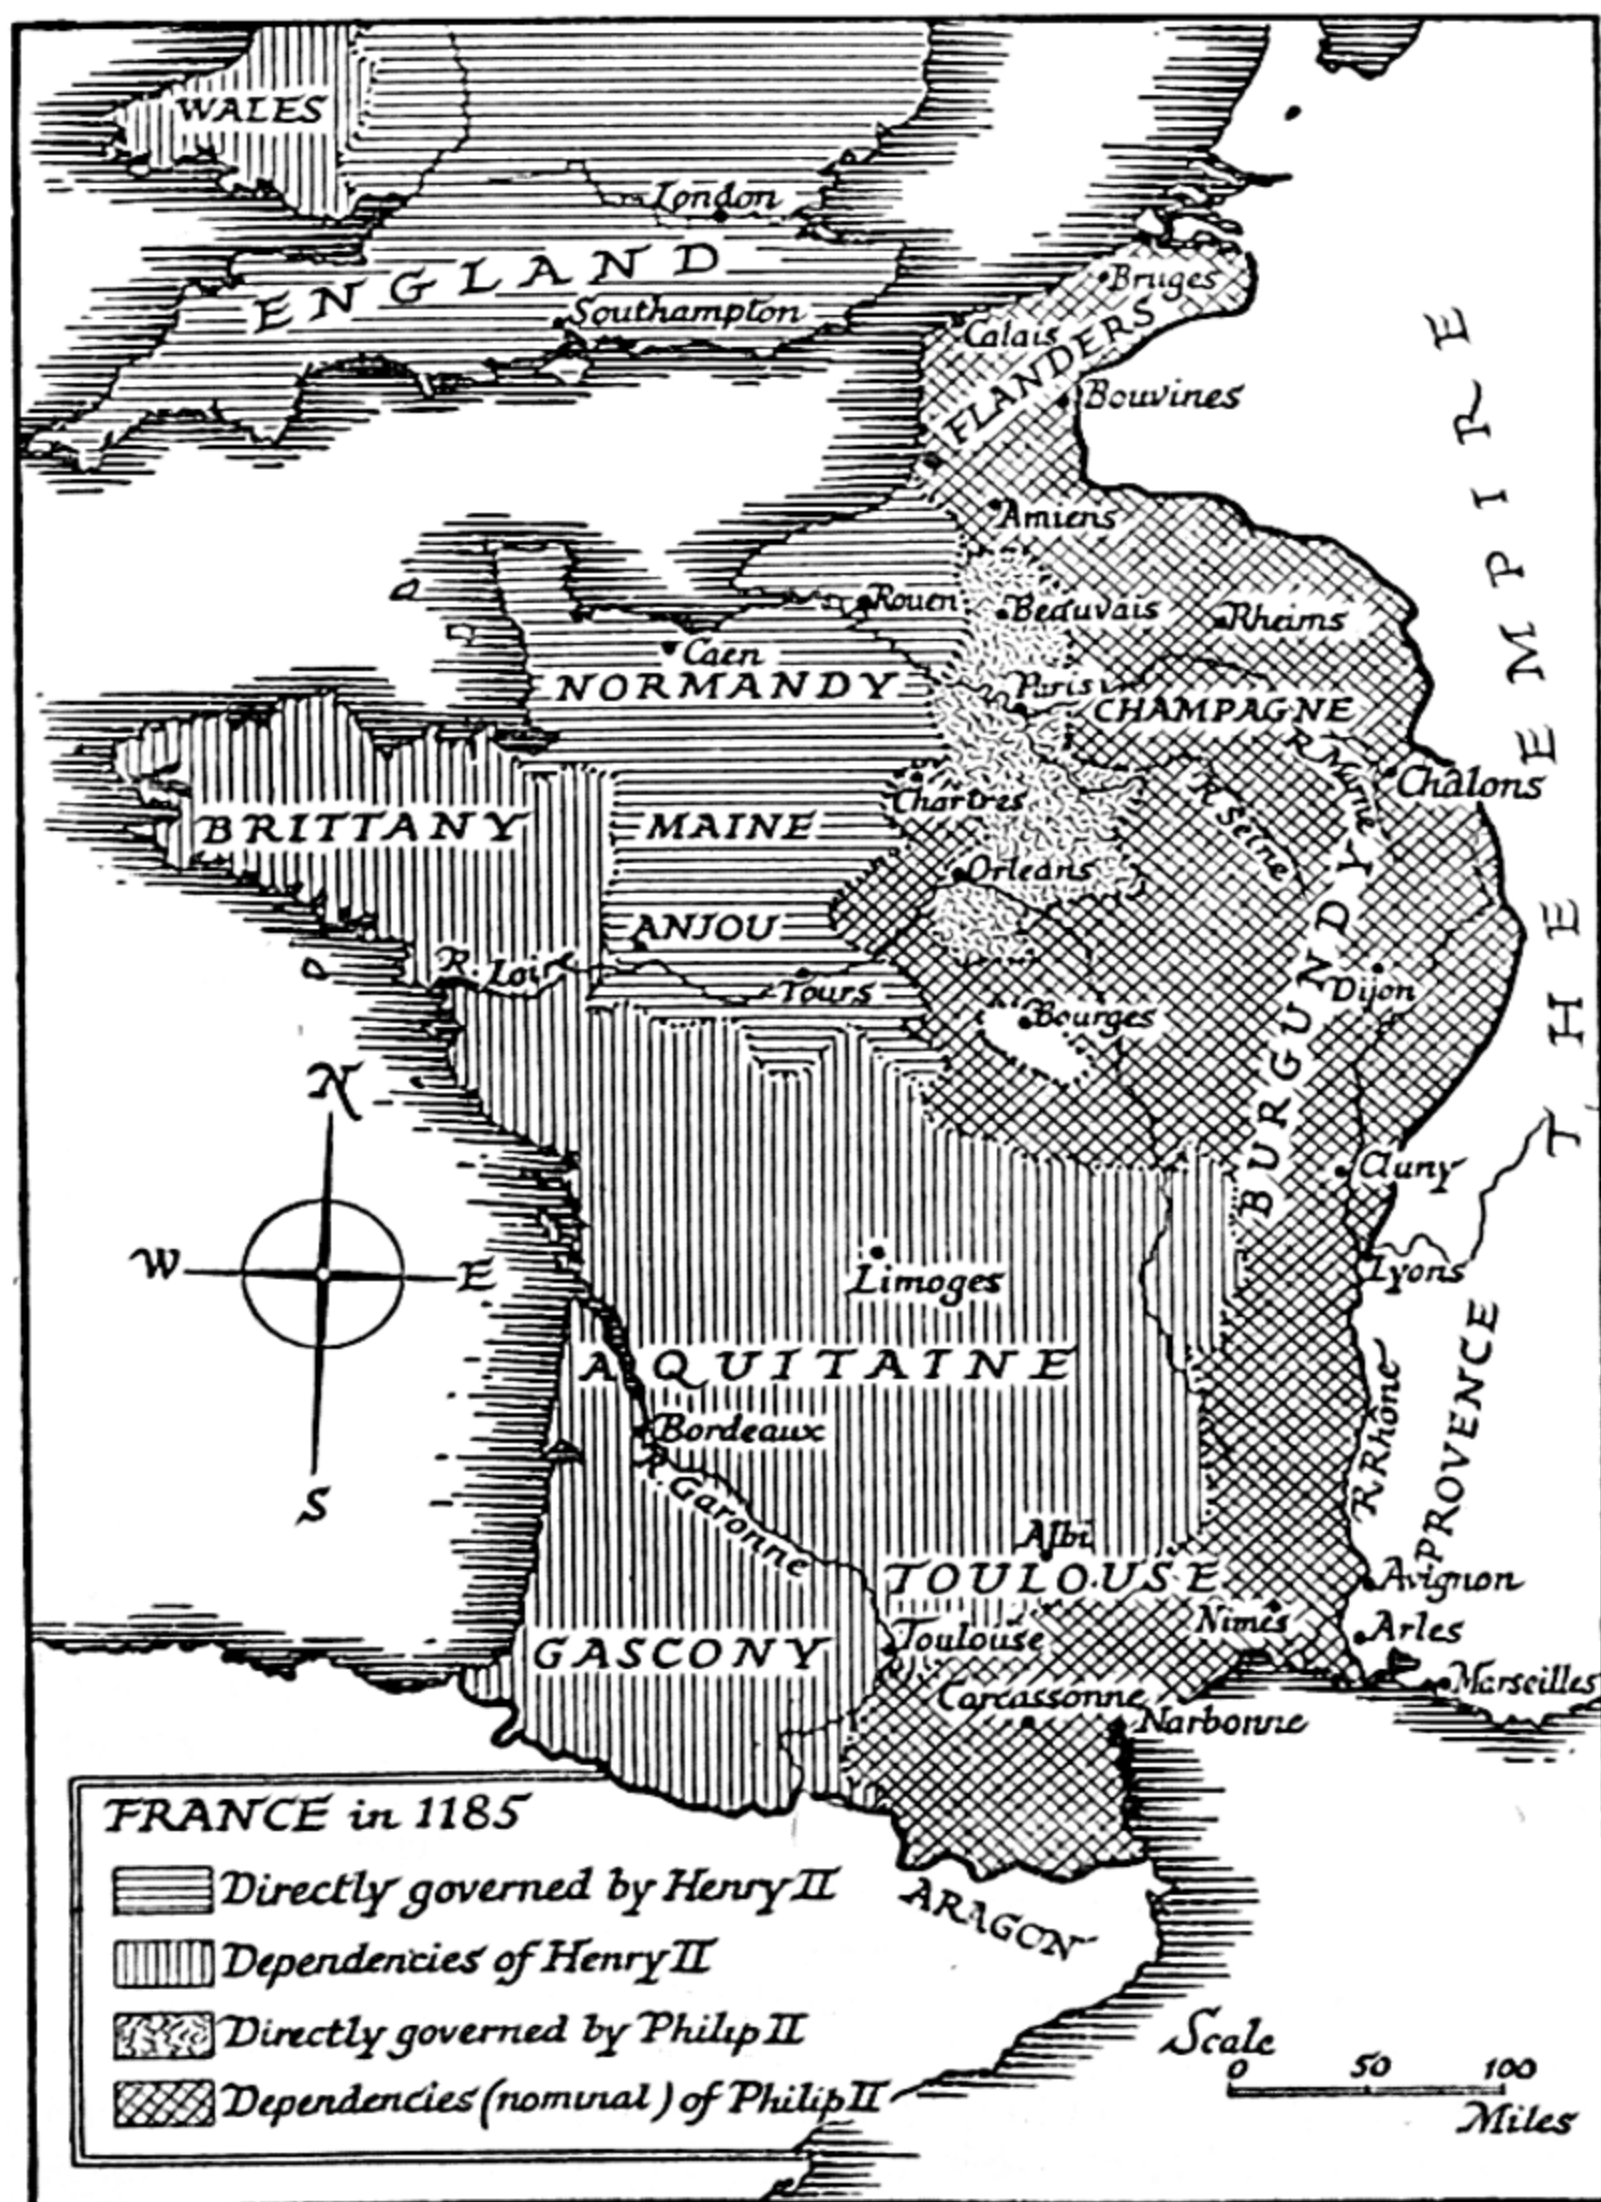 WALES
London
ENGLAND
Southampton
Bruges
Calais
FLANDERS
Bouvines
THE EMPIRE
Amiens
Rouen
Beauvais
Rheims
Caen
NORMANDY
Paris
CHAMPAGNE
R. Marne
Chalons
Chartres
R. Seine
BRITTANY
MAINE
Orleans
ANJOU
R. Loire
Tours
Dijon
Bourges
BURGUNDY
N
W
E
S
Cluny
Lyons
Limoges
AQUITAINE
R. Rhône
PROVENCE
Bordeaux
R. Garonne
Albi
TOULOUSE
Avignon
Nimes
Arles
GASCONY
Toulouse
Marseilles
Carcassonne
Narbonne
ARAGON
FRANCE in 1185
Directly governed by Henry II
Dependencies of Henry II
Directly governed by Philip II
Dependencies (nominal) of Philip II
Scale
0 50 100
Miles